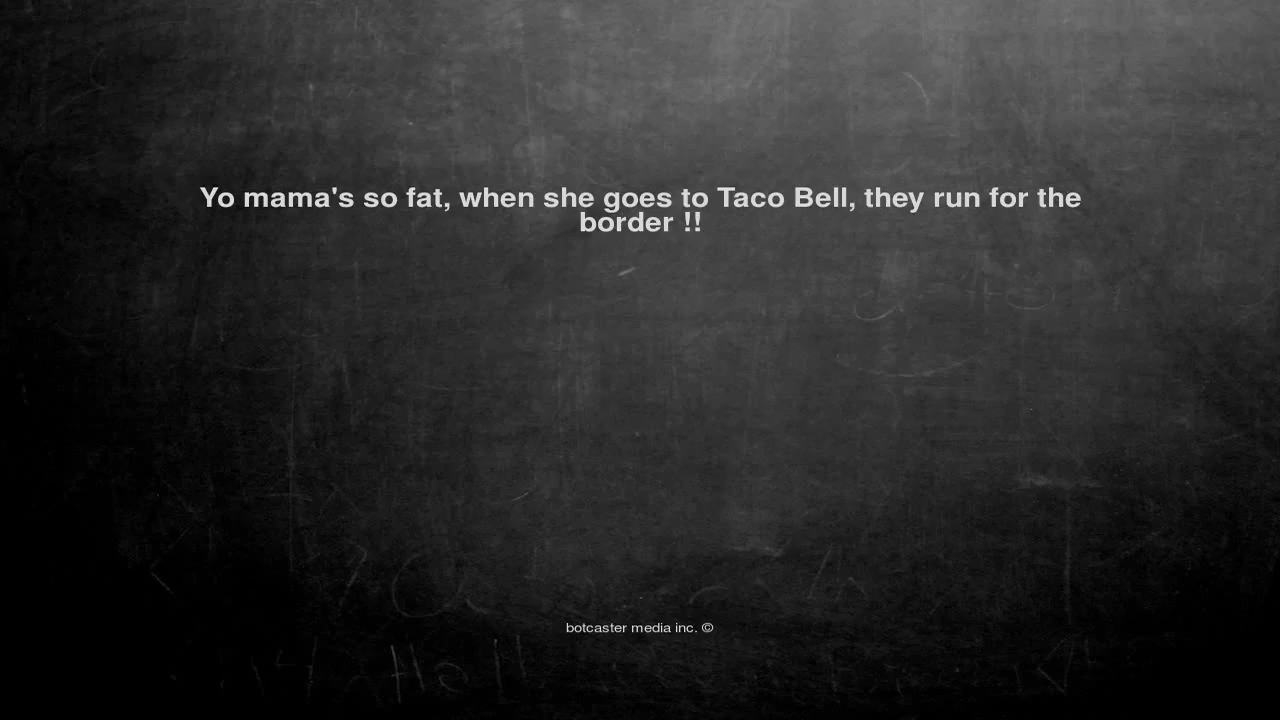 Yo mama's so fat, when she goes to Taco Bell, they run for the
border !!
botcaster media inc. ©